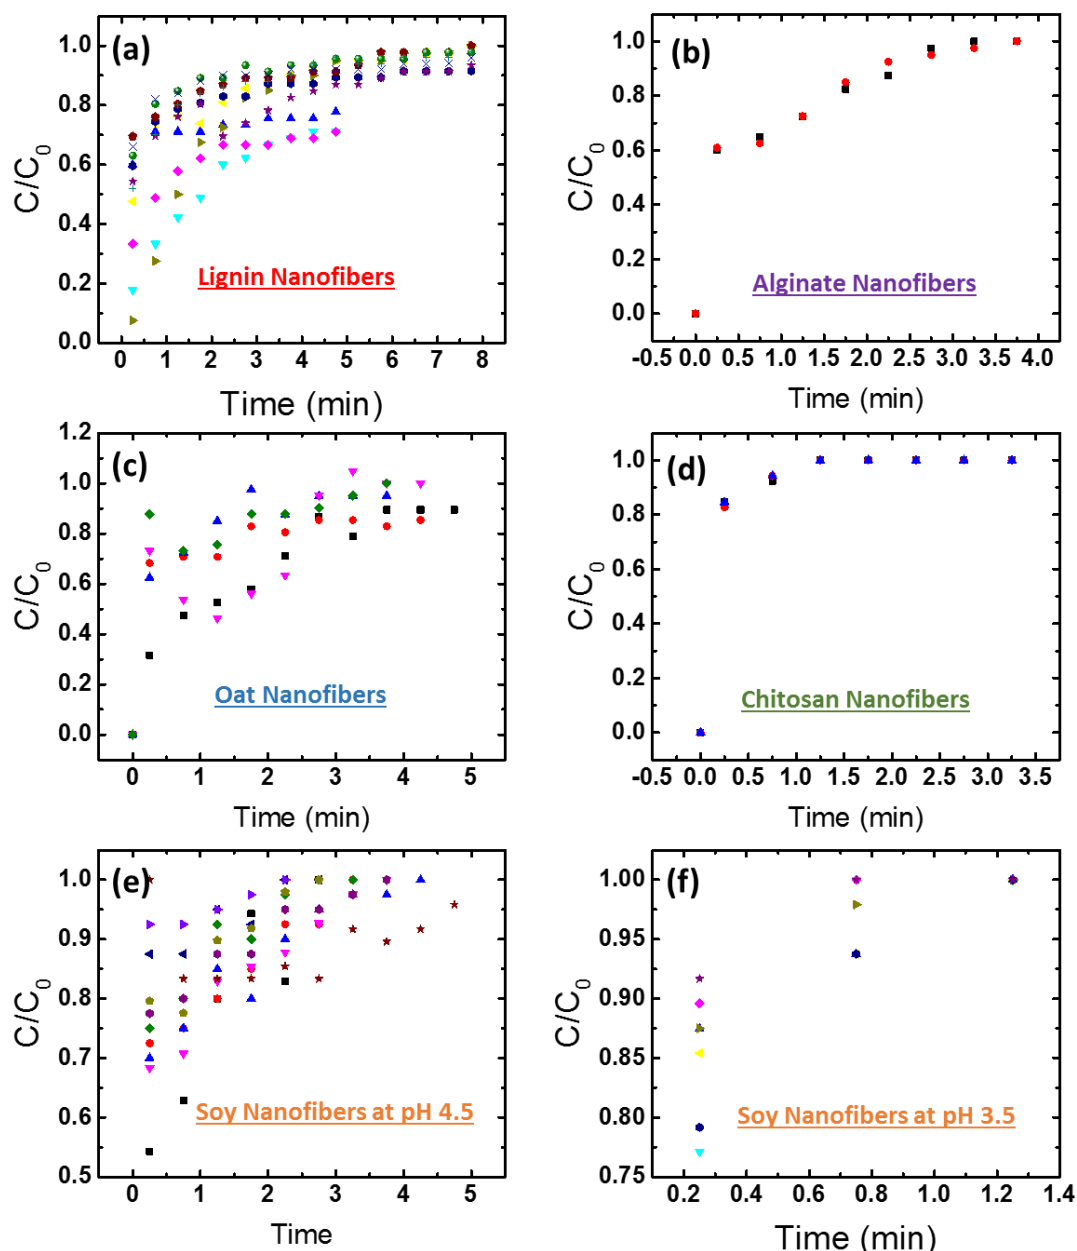 (a)
1.0
0.8
0.6
0.4
0.2
0.0
C/C0
Lignin Nanofibers
0 1 2 3 4 5 6 7 8
Time (min)
(b)
1.0
0.8
0.6
0.4
0.2
0.0
C/C0
Alginate Nanofibers
-0.5 0.0 0.5 1.0 1.5 2.0 2.5 3.0 3.5 4.0
Time (min)
(c)
1.2
1.0
0.8
0.6
0.4
0.2
0.0
C/C0
Oat Nanofibers
0 1 2 3 4 5
Time (min)
(d)
1.0
0.8
0.6
0.4
0.2
0.0
C/C0
Chitosan Nanofibers
-0.5 0.0 0.5 1.0 1.5 2.0 2.5 3.0 3.5
Time (min)
(e)
1.0
0.9
0.8
0.7
0.6
0.5
C/C0
Soy Nanofibers at pH 4.5
0 1 2 3 4 5
Time
(f)
1.00
0.95
0.90
0.85
0.80
0.75
C/C0
Soy Nanofibers at pH 3.5
0.2 0.4 0.6 0.8 1.0 1.2 1.4
Time (min)